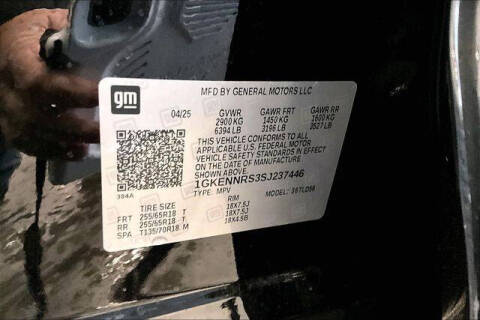 MFD BY GENERAL MOTORS LLC
gm
04/25 GVWR GAWR FRT GAWR RR
2900 KG 1450 KG 1600 KG
6394 LB 3196 LB 3527 LB
THIS VEHICLE CONFORMS TO ALL
APPLICABLE U.S. FEDERAL MOTOR
VEHICLE SAFETY STANDARDS IN EFFECT
ON THE DATE OF MANUFACTURE
SHOWN ABOVE.
1GKENNRS3SJ237446
394A TYPE: MPV MODEL:
TIRE SIZE RIM
FRT 255/65R18 T 18X7.5J
RR 255/65R18 T 18X7.5J
SPA T135/70R18 M 18X4.5B